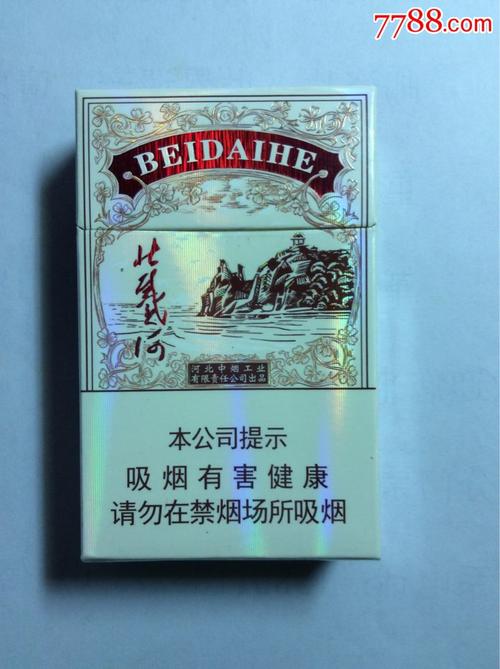 7788.com
BEIDAIHE
北戴河
河北中烟工业
有限责任公司出品
本公司提示
吸烟有害健康
请勿在禁烟场所吸烟